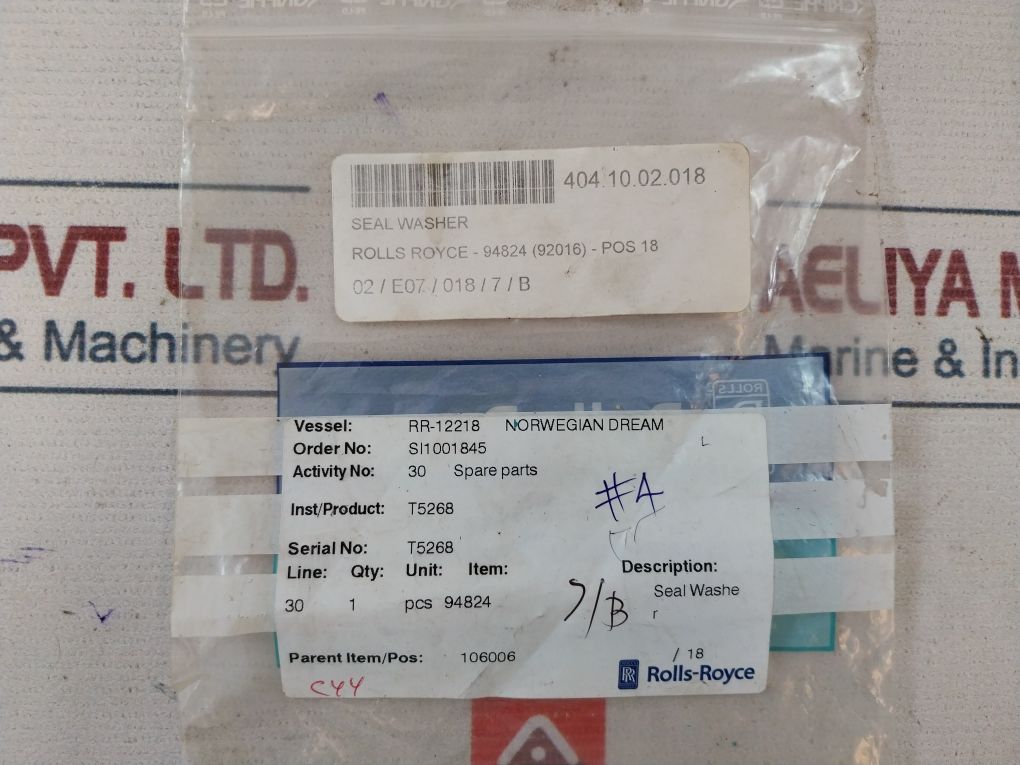 404.10.02.018
SEAL WASHER
ROLLS ROYCE - 94824 (92016) - POS 18
02 / E07 / 018 / 7 / B
PVT. LTD.
& Machinery
AELIYA M
Marine & In
ROLLS
Vessel: RR-12218 NORWEGIAN DREAM
L
Order No: SI1001845
Activity No: 30 Spare parts
#4
Inst/Product: T5268
Serial No: T5268
Line: Qty: Unit: Item: Description:
30 1 pcs 94824 Seal Washe
r
7/B
Parent Item/Pos: 106006 / 18
C44
RR Rolls-Royce